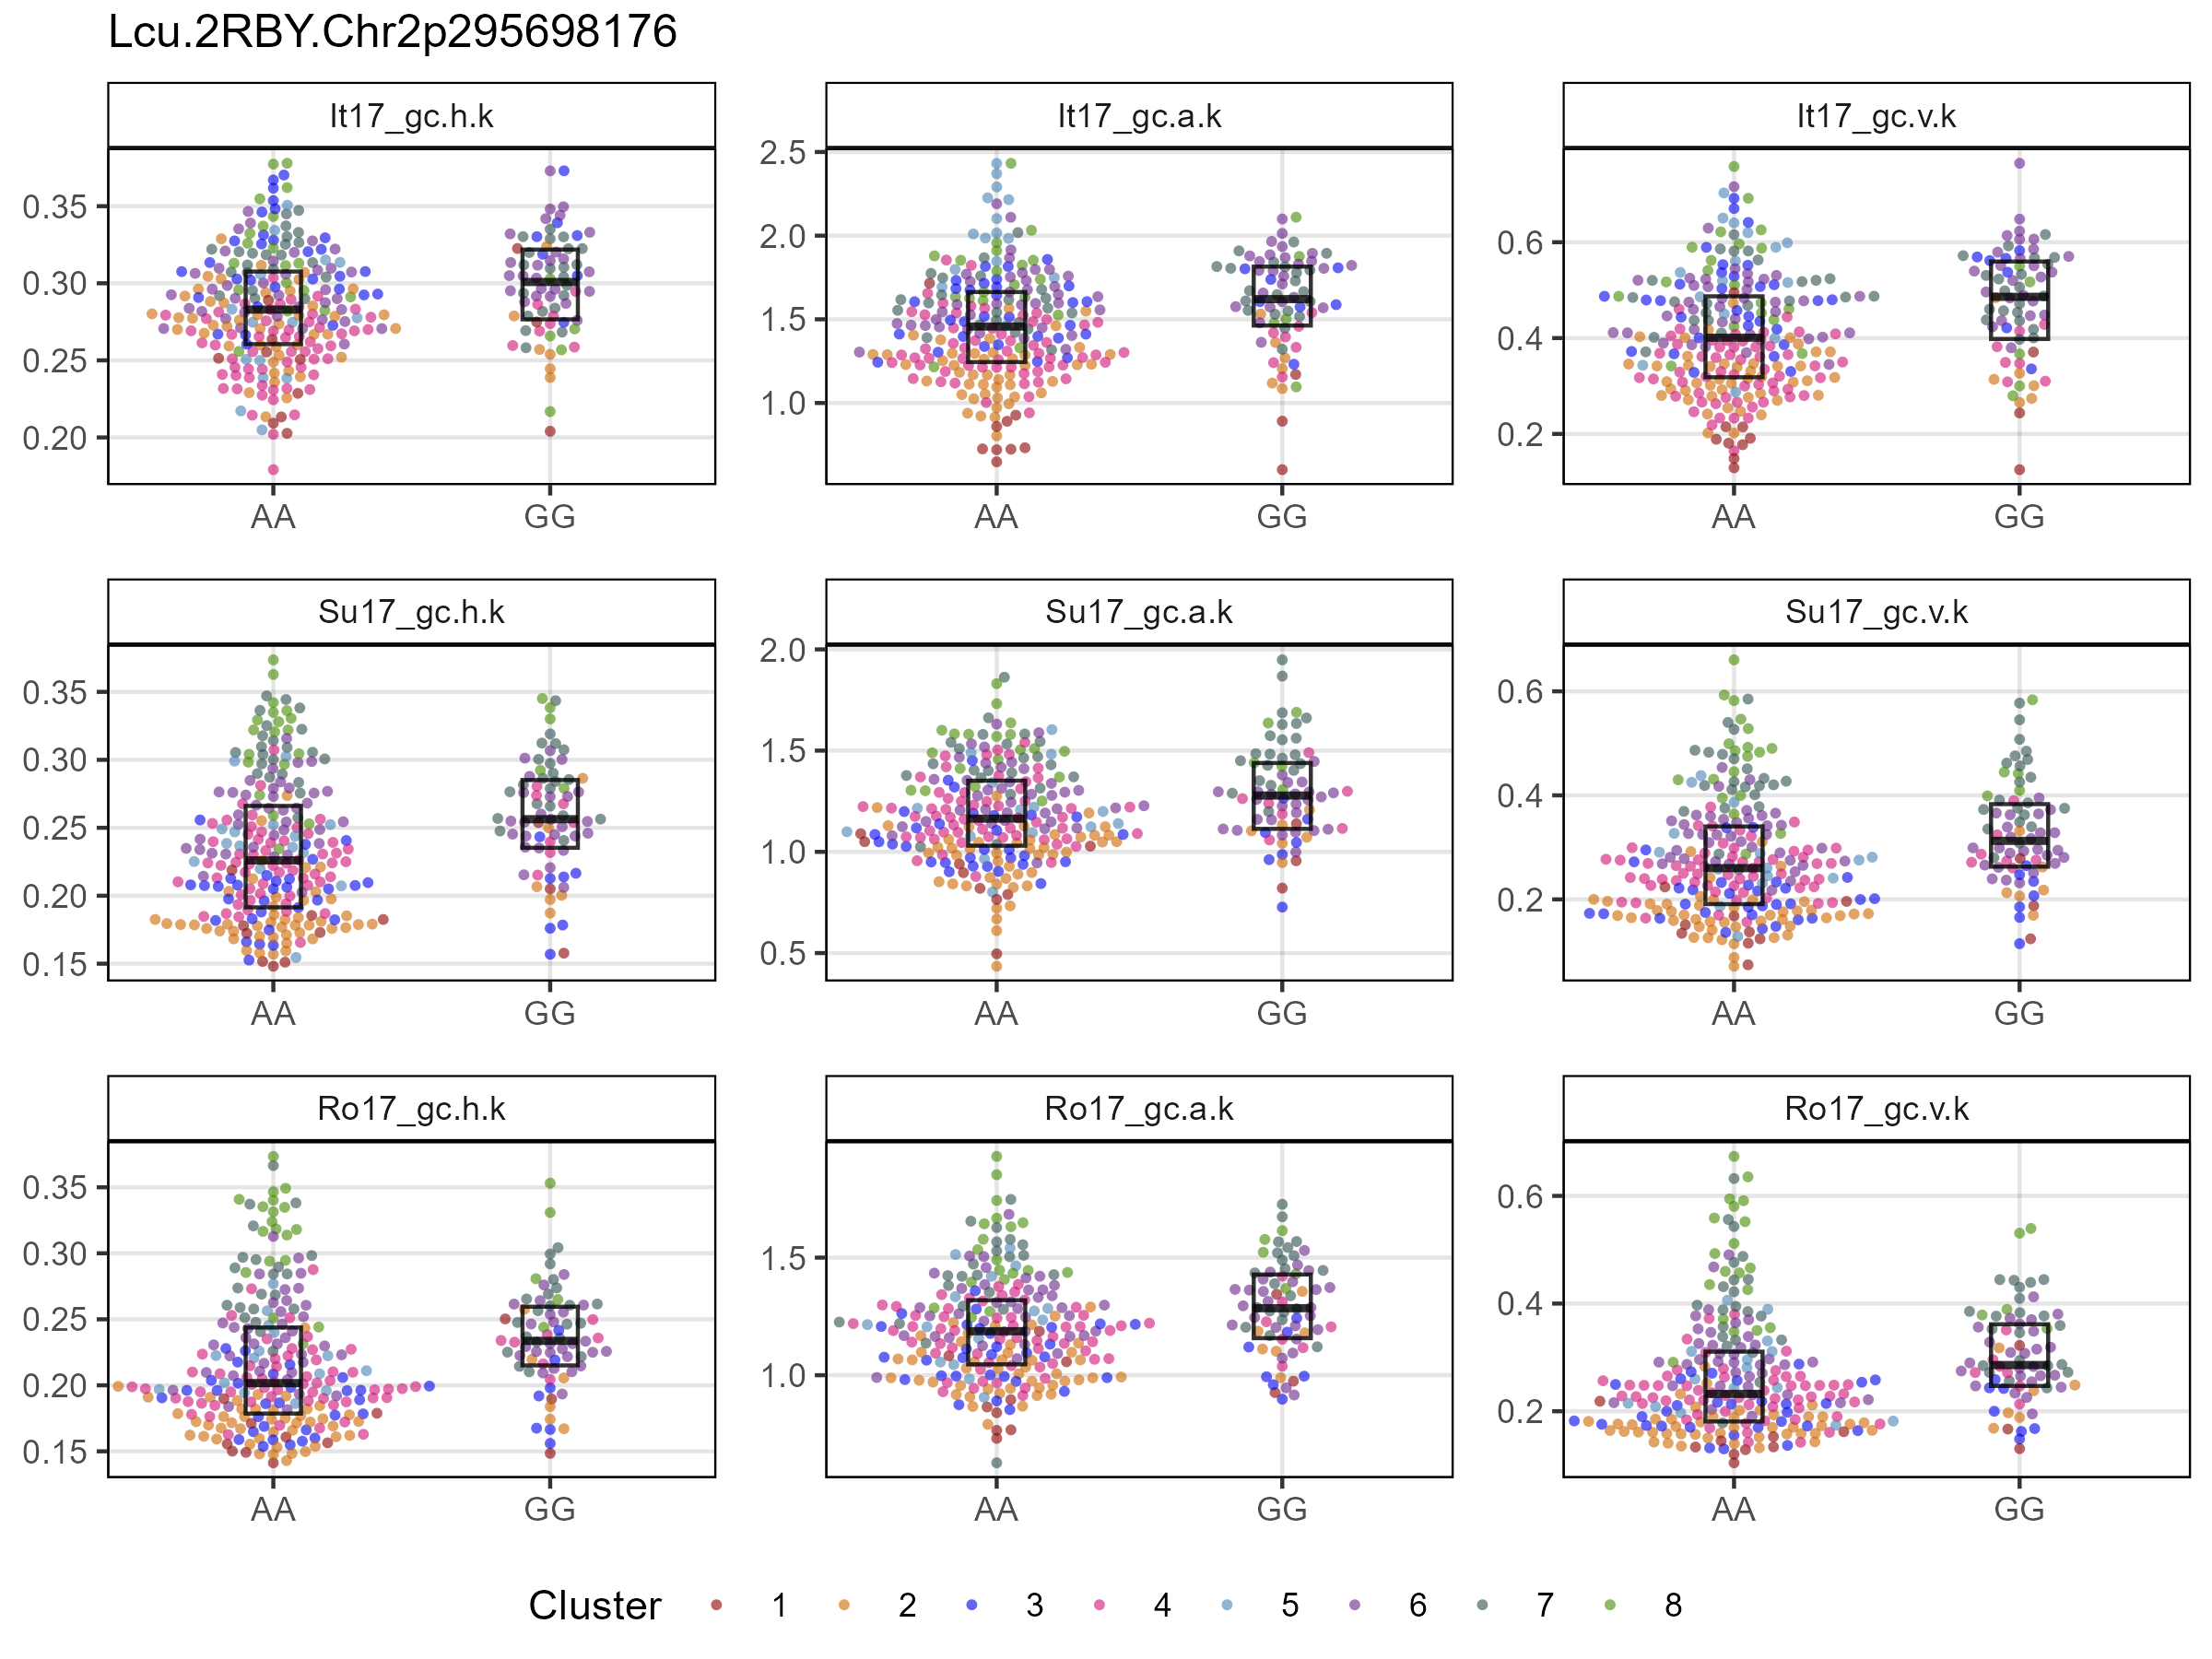 Lcu.2RBY.Chr2p295698176
It17_gc.h.k
0.35
0.30
0.25
0.20
AA GG
It17_gc.a.k
2.5
2.0
1.5
1.0
AA GG
It17_gc.v.k
0.6
0.4
0.2
AA GG
Su17_gc.h.k
0.35
0.30
0.25
0.20
0.15
AA GG
Su17_gc.a.k
2.0
1.5
1.0
0.5
AA GG
Su17_gc.v.k
0.6
0.4
0.2
AA GG
Ro17_gc.h.k
0.35
0.30
0.25
0.20
0.15
AA GG
Ro17_gc.a.k
1.5
1.0
AA GG
Ro17_gc.v.k
0.6
0.4
0.2
AA GG
Cluster 1 2 3 4 5 6 7 8